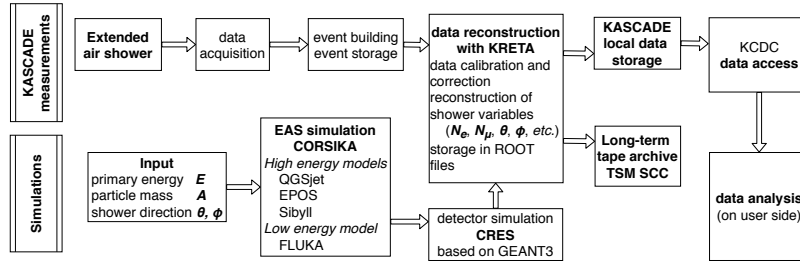 KASCADE
measurements
Extended
air shower
data
acquisition
event building
event storage
data reconstruction
with KRETA
data calibration and
correction
reconstruction of
shower variables
(Ne, Nμ, θ, ϕ, etc.)
storage in ROOT
files
KASCADE
local data
storage
KCDC
data access
Long-term
tape archive
TSM SCC
data analysis
(on user side)
Simulations
Input
primary energy E
particle mass A
shower direction θ, ϕ
EAS simulation
CORSIKA
High energy models
QGSjet
EPOS
Sibyll
Low energy model
FLUKA
detector simulation
CRES
based on GEANT3